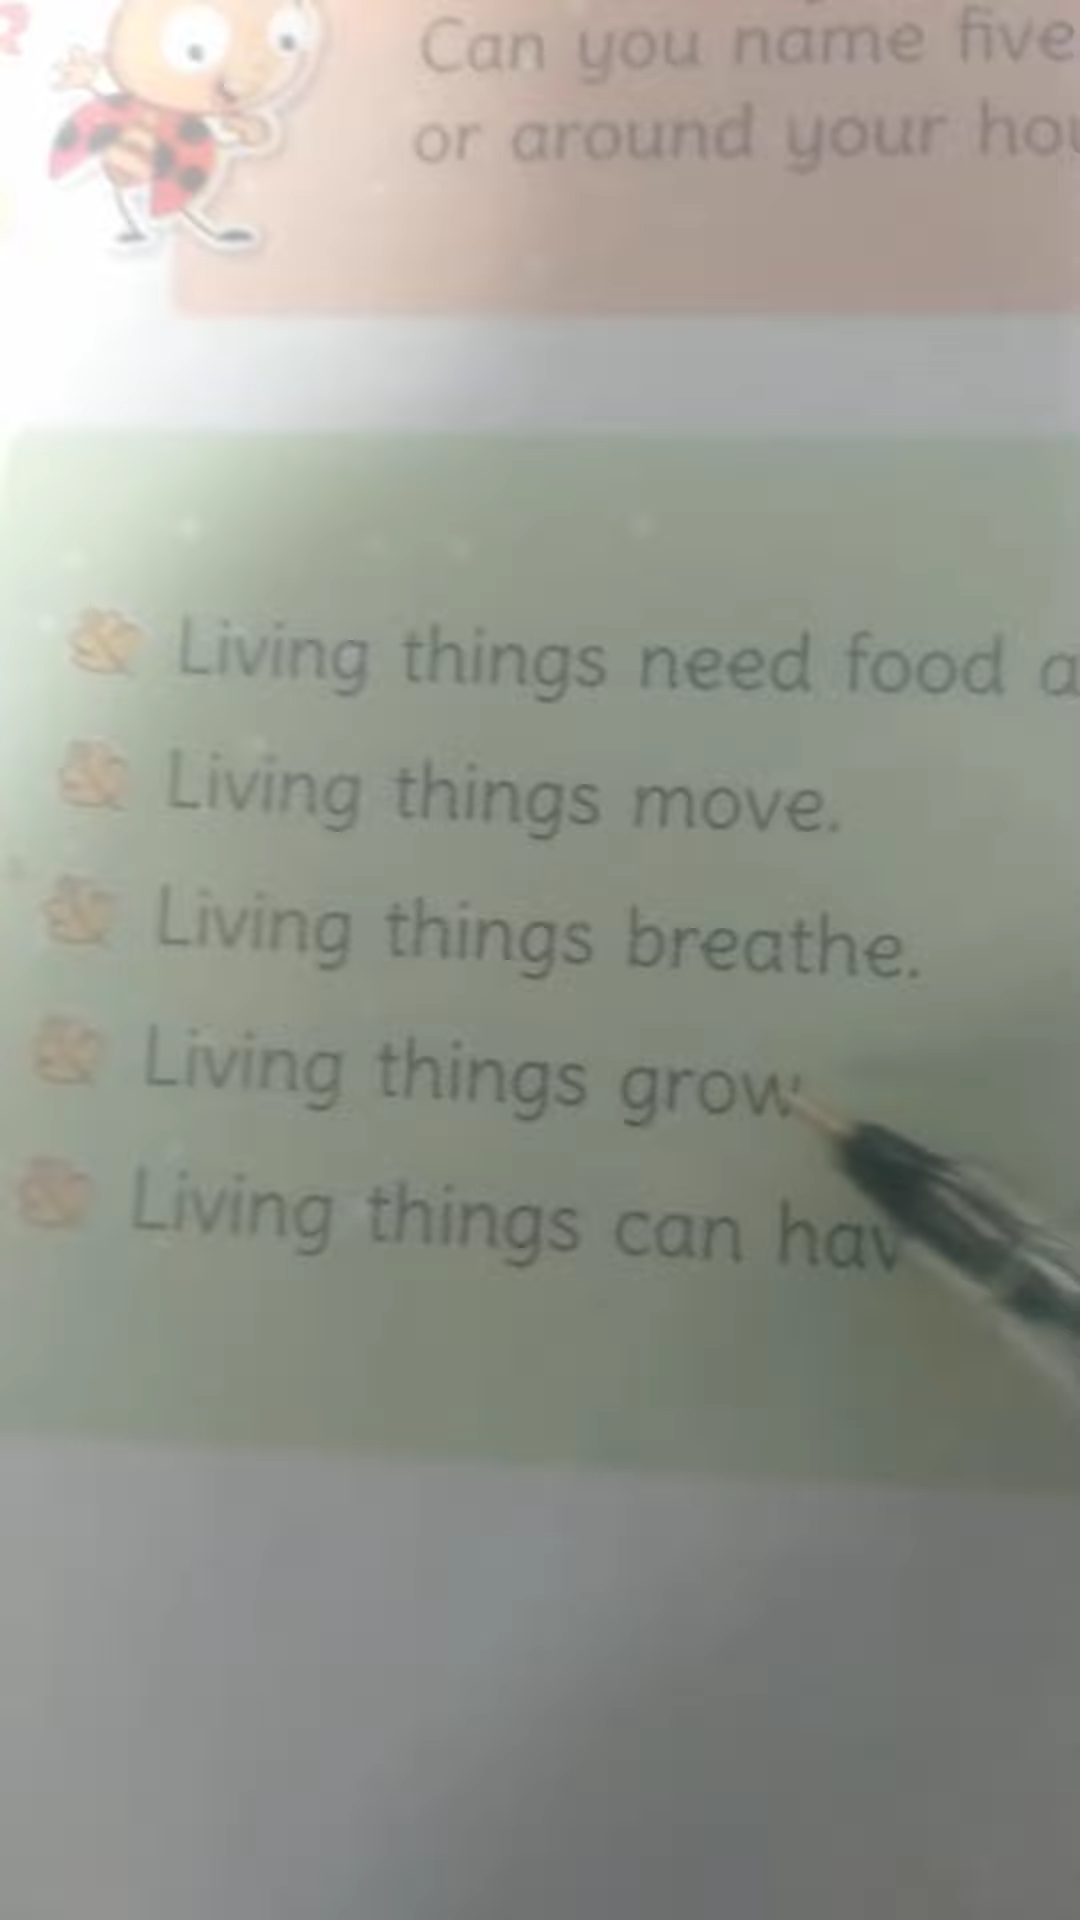 Can you name five
or around your
Living things need food
Living things move.
Living things breathe.
Living things grow
Living things can